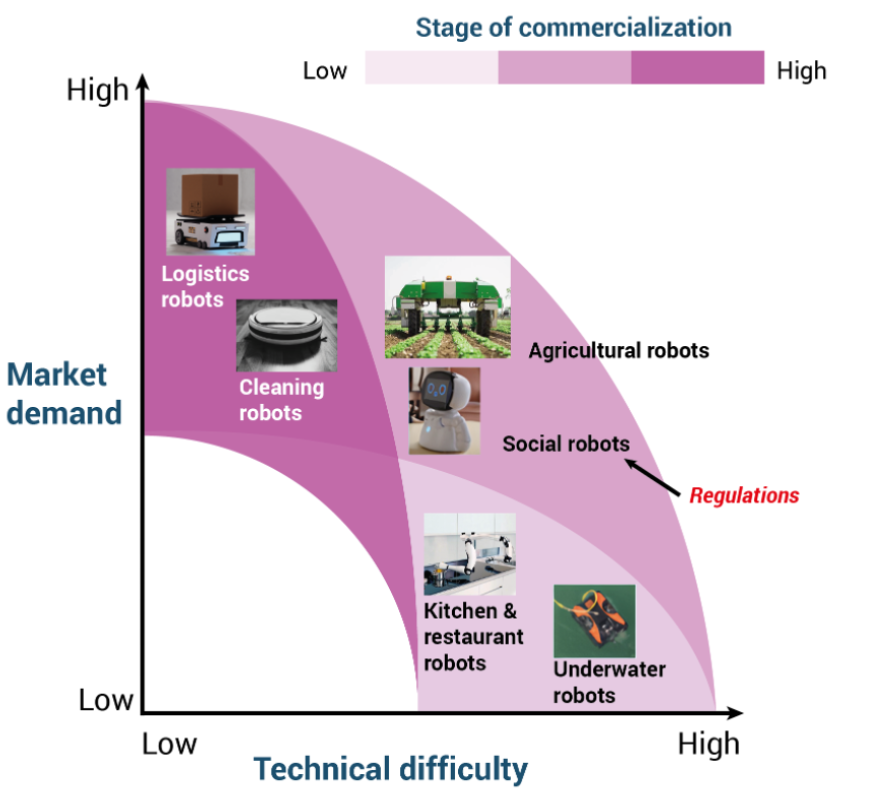 Stage of commercialization
Low
High
High
Logistics
robots
Cleaning
robots
Agricultural robots
Market
demand
Social robots
Regulations
Kitchen &
restaurant
robots
Underwater
robots
Low
Low
High
Technical difficulty